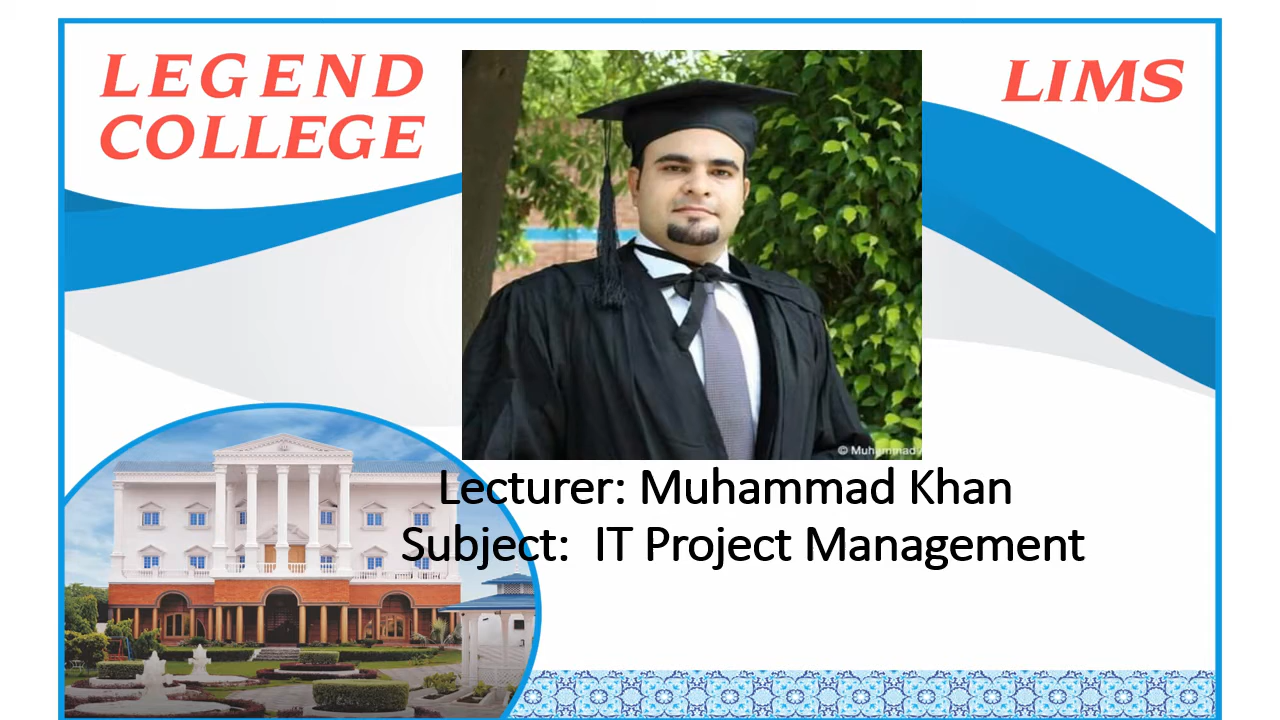 LEGEND
COLLEGE
LIMS
© Muhammad
Lecturer: Muhammad Khan
Subject:  IT Project Management